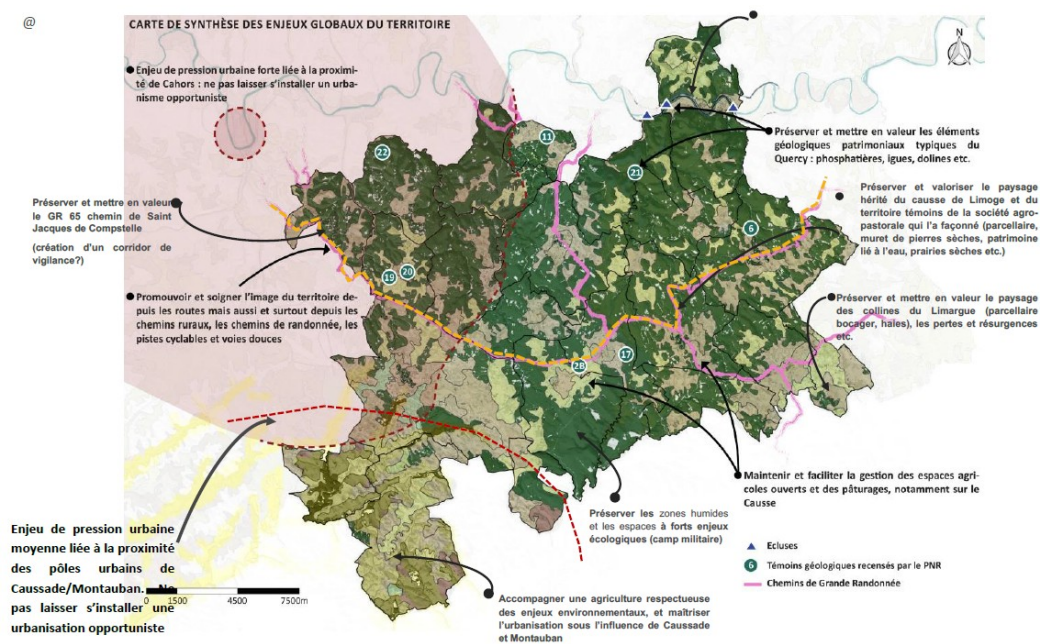 @
CARTE DE SYNTHÈSE DES ENJEUX GLOBAUX DU TERRITOIRE
N
Enjeu de pression urbaine forte liée à la proxi-
mité de Cahors : ne pas laisser s'installer un urba-
nisme opportuniste
Préserver et mettre en valeur les éléments
géologiques patrimoniaux typiques du
Quercy : phosphatières, igues, dolines etc.
11
22
21
6
19
20
17
2B
Préserver et mettre en valeur
le GR 65 chemin de Saint
Jacques de Compstelle
(création d'un corridor de
vigilance?)
Préserver et valoriser le paysage
hérité du causse de Limoge et du
territoire témoins de la société agro-
pastorale qui l'a façonné (parcellaire,
muret de pierres sèches, patrimoine
lié à l'eau, prairies sèches etc.)
Promouvoir et soigner l'image du territoire de-
puis les routes mais aussi et surtout depuis les
chemins ruraux, les chemins de randonnée, les
pistes cyclables et voies douces
Préserver et mettre en valeur le paysage
des collines du Limargue (parcellaire
bocager, haies), les pertes et résurgences
etc.
Maintenir et faciliter la gestion des espaces agri-
coles ouverts et des pâturages, notamment sur le
Causse
Préserver les zones humides
et les espaces à forts enjeux
écologiques (camp militaire)
Enjeu de pression urbaine
moyenne liée à la proximité
des pôles urbains de
Caussade/Montauban. Ne
pas laisser s'installer une
urbanisation opportuniste
0 1500 4500 7500m
Accompagner une agriculture respectueuse
des enjeux environnementaux, et maîtriser
l'urbanisation sous l'influence de Caussade
et Montauban
Ecluses
6 Témoins géologiques recensés par le PNR
Chemins de Grande Randonnée